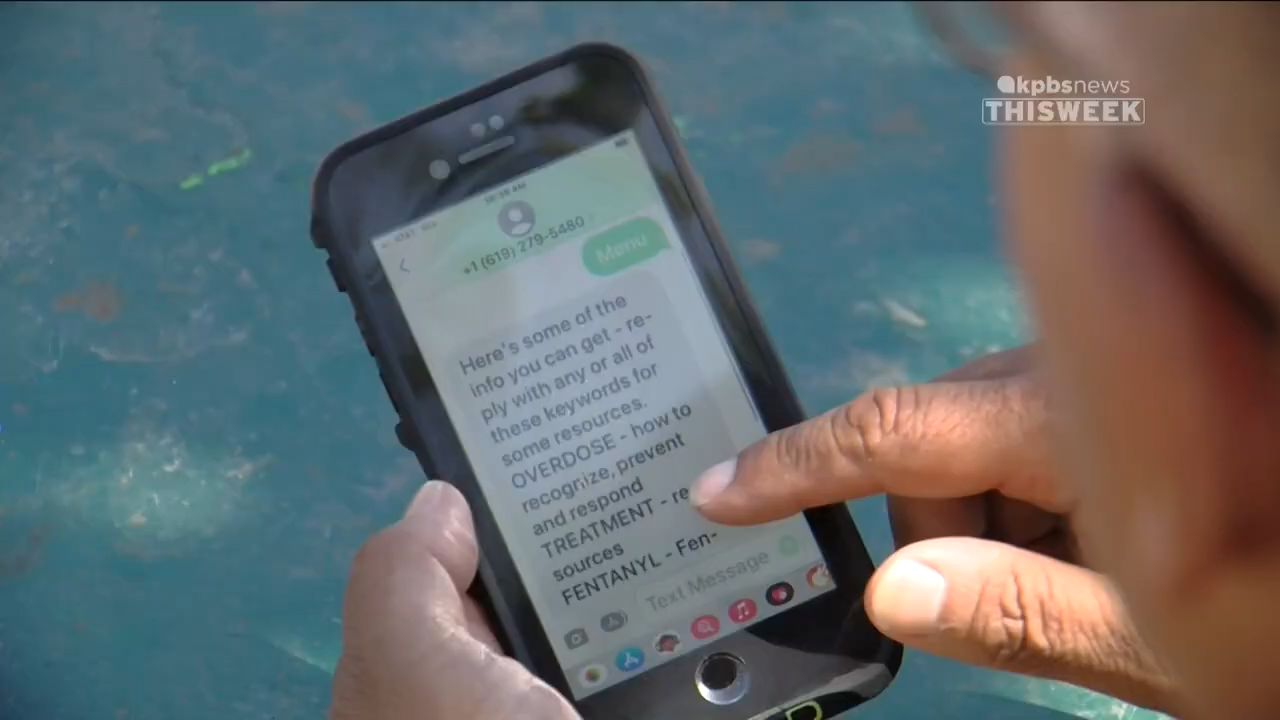 kpbsnews
THISWEEK
+1 (619) 279-5480
Menu
Here's some of the
info you can get - re-
ply with any or all of
these keywords for
some resources.
OVERDOSE - how to
recognize, prevent
and respond
TREATMENT - re
sources
FENTANYL - Fen-
Text Message